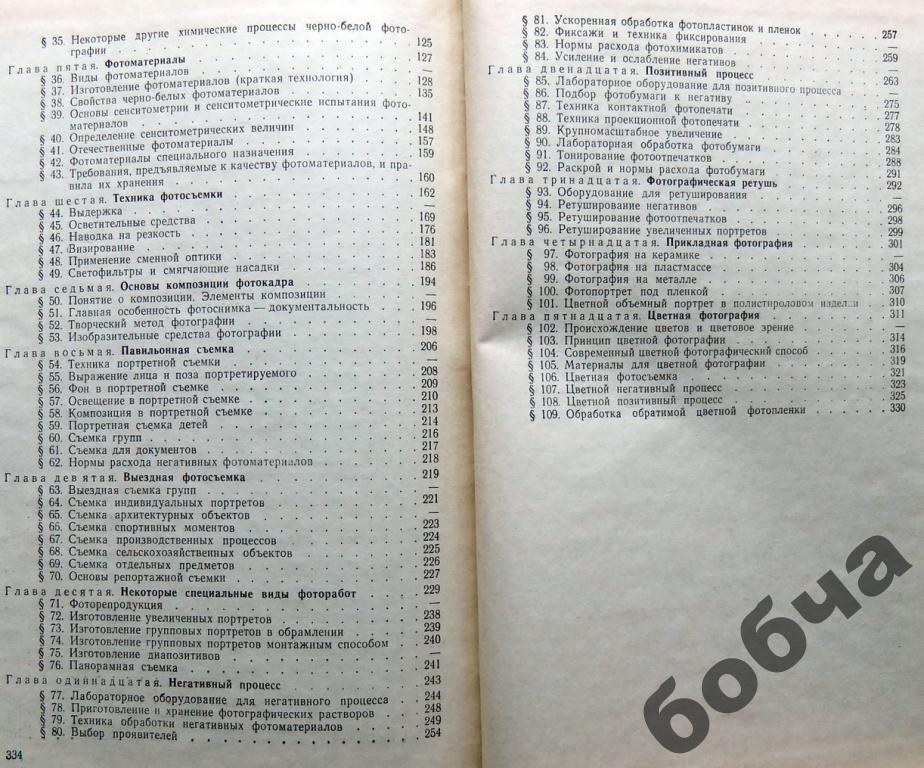 § 35. Некоторые другие химические процессы черно-белой фото-
графии 125
Глава пятая. Фотоматериалы 127
§ 36. Виды фотоматериалов —
§ 37. Изготовление фотоматериалов (краткая технология) 128
§ 38. Свойства черно-белых фотоматериалов 135
§ 39. Основы сенситометрии и сенситометрические испытания фото-
материалов 141
§ 40. Определение сенситометрических величин 148
§ 41. Отечественные фотоматериалы 157
§ 42. Фотоматериалы специального назначения 159
§ 43. Требования, предъявляемые к качеству фотоматериалов, и пра-
вила их хранения 160
Глава шестая. Техника фотосъемки 162
§ 44. Выдержка —
§ 45. Осветительные средства 169
§ 46. Наводка на резкость 176
§ 47. Визирование 181
§ 48. Применение сменной оптики 183
§ 49. Светофильтры и смягчающие насадки 186
Глава седьмая. Основы композиции фотокадра 194
§ 50. Понятие о композиции. Элементы композиции —
§ 51. Главная особенность фотоснимка — документальность 196
§ 52. Творческий метод фотографии —
§ 53. Изобразительные средства фотографии 198
Глава восьмая. Павильонная съемка 206
§ 54. Техника портретной съемки —
§ 55. Выражение лица и поза портретируемого 208
§ 56. Фон в портретной съемке 209
§ 57. Освещение в портретной съемке 210
§ 58. Композиция в портретной съемке 213
§ 59. Портретная съемка детей 214
§ 60. Съемка групп 216
§ 61. Съемка для документов 217
§ 62. Нормы расхода негативных фотоматериалов 218
Глава девятая. Выездная фотосъемка 219
§ 63. Выездная съемка групп —
§ 64. Съемка индивидуальных портретов 221
§ 65. Съемка архитектурных объектов —
§ 66. Съемка спортивных моментов 223
§ 67. Съемка производственных процессов 224
§ 68. Съемка сельскохозяйственных объектов 225
§ 69. Съемка отдельных предметов 226
§ 70. Основы репортажной съемки 227
Глава десятая. Некоторые специальные виды фоторабот 229
§ 71. Фоторепродукция —
§ 72. Изготовление увеличенных портретов 238
§ 73. Изготовление групповых портретов в обрамлении 239
§ 74. Изготовление групповых портретов монтажным способом 240
§ 75. Изготовление диапозитивов —
§ 76. Панорамная съемка 241
Глава одиннадцатая. Негативный процесс 243
§ 77. Лабораторное оборудование для негативного процесса 244
§ 78. Приготовление и хранение фотографических растворов 248
§ 79. Техника обработки негативных фотоматериалов 249
§ 80. Выбор проявителей 254
334
§ 81. Ускоренная обработка фотопластинок и пленок 257
§ 82. Фиксажи и техника фиксирования —
§ 83. Нормы расхода фотохимикатов 259
§ 84. Усиление и ослабление негативов —
Глава двенадцатая. Позитивный процесс 263
§ 85. Лабораторное оборудование для позитивного процесса —
§ 86. Подбор фотобумаги к негативу 275
§ 87. Техника контактной фотопечати 277
§ 88. Техника проекционной фотопечати 278
§ 89. Крупномасштабное увеличение 283
§ 90. Лабораторная обработка фотобумаги 284
§ 91. Тонирование фотоотпечатков 288
§ 92. Раскрой и нормы расхода фотобумаги 291
Глава тринадцатая. Фотографическая ретушь 292
§ 93. Оборудование для ретуширования —
§ 94. Ретуширование негативов 296
§ 95. Ретуширование фотоотпечатков 298
§ 96. Ретуширование увеличенных портретов 299
Глава четырнадцатая. Прикладная фотография 301
§ 97. Фотография на керамике —
§ 98. Фотография на пластмассе 304
§ 99. Фотография на металле 306
§ 100. Фотопортрет под пленкой 307
§ 101. Цветной объемный портрет в полистироловом изделии 310
Глава пятнадцатая. Цветная фотография 311
§ 102. Происхождение цветов и цветовое зрение —
§ 103. Принцип цветной фотографии 314
§ 104. Современный цветной фотографический способ 316
§ 105. Материалы для цветной фотографии 319
§ 106. Цветная фотосъемка 321
§ 107. Цветной негативный процесс 323
§ 108. Цветной позитивный процесс 325
§ 109. Обработка обратимой цветной фотопленки 330
бобча